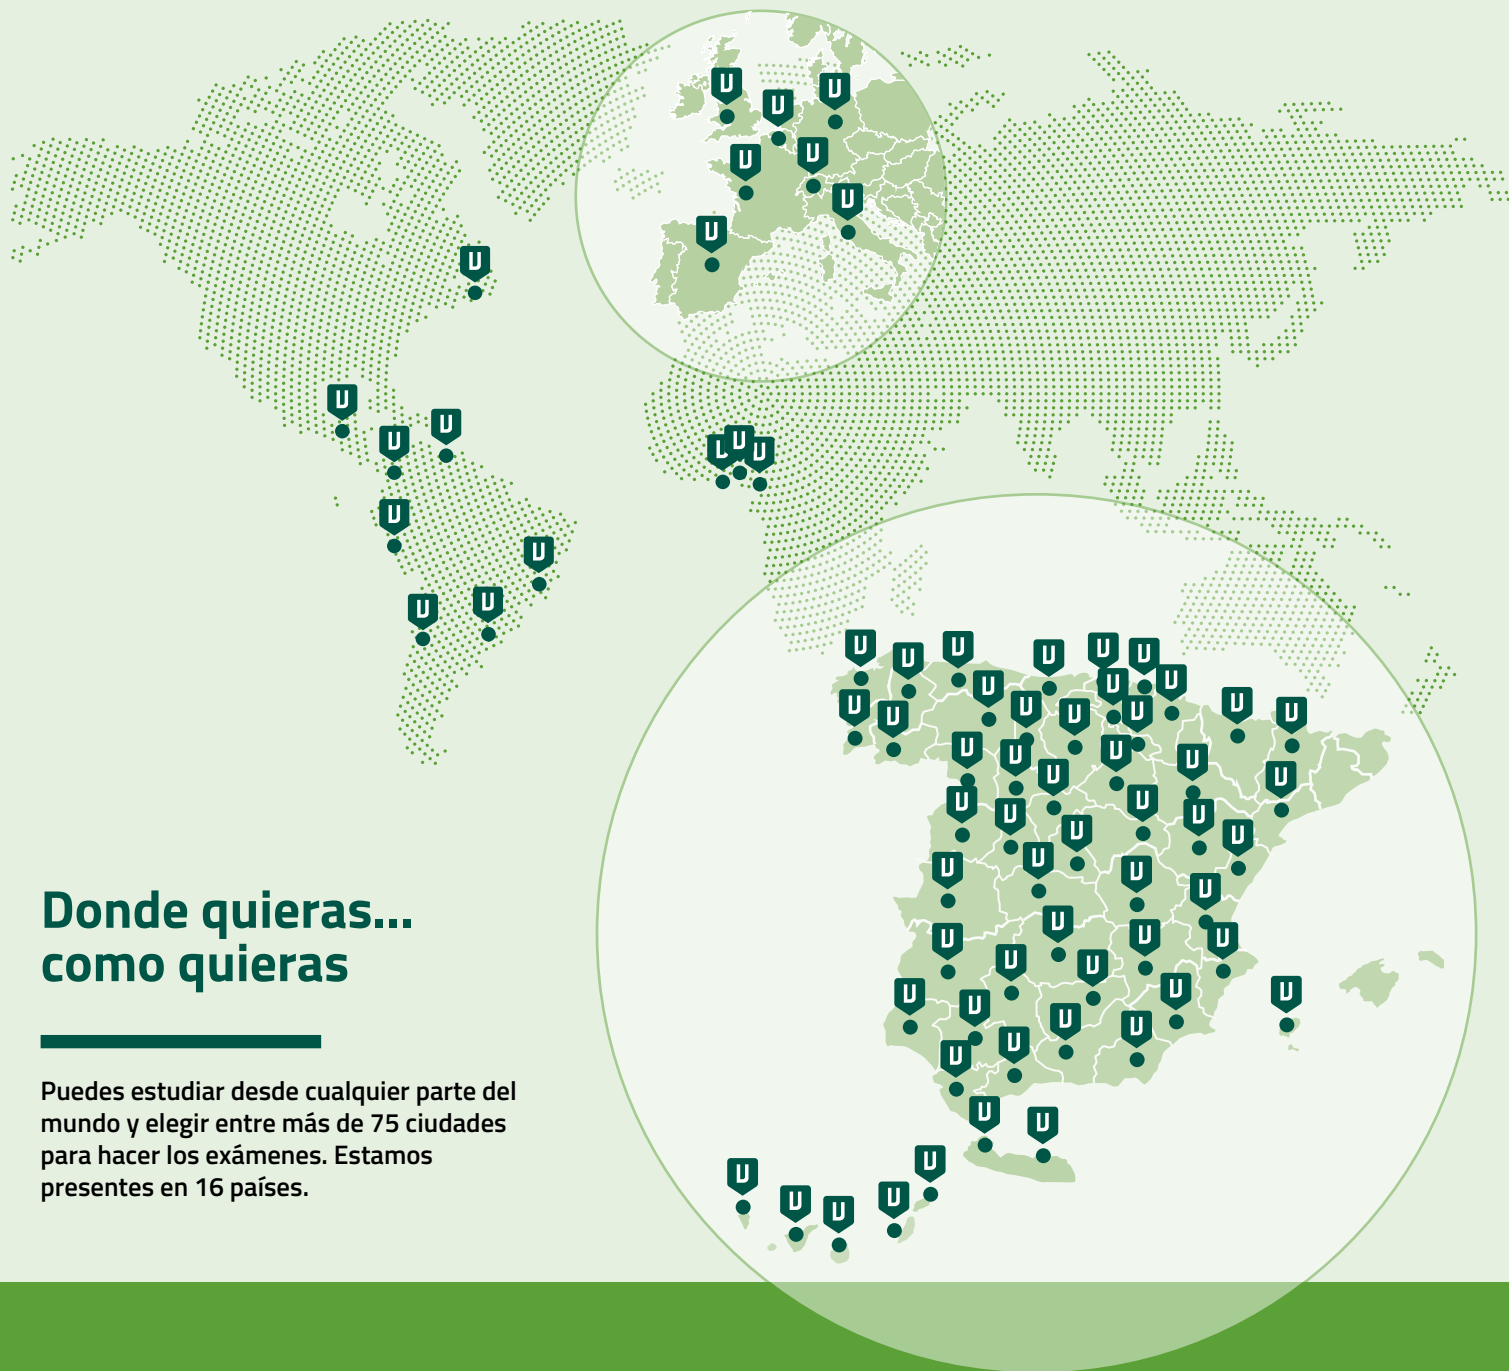 Donde quieras...
como quieras
Puedes estudiar desde cualquier parte del
mundo y elegir entre más de 75 ciudades
para hacer los exámenes. Estamos
presentes en 16 países.